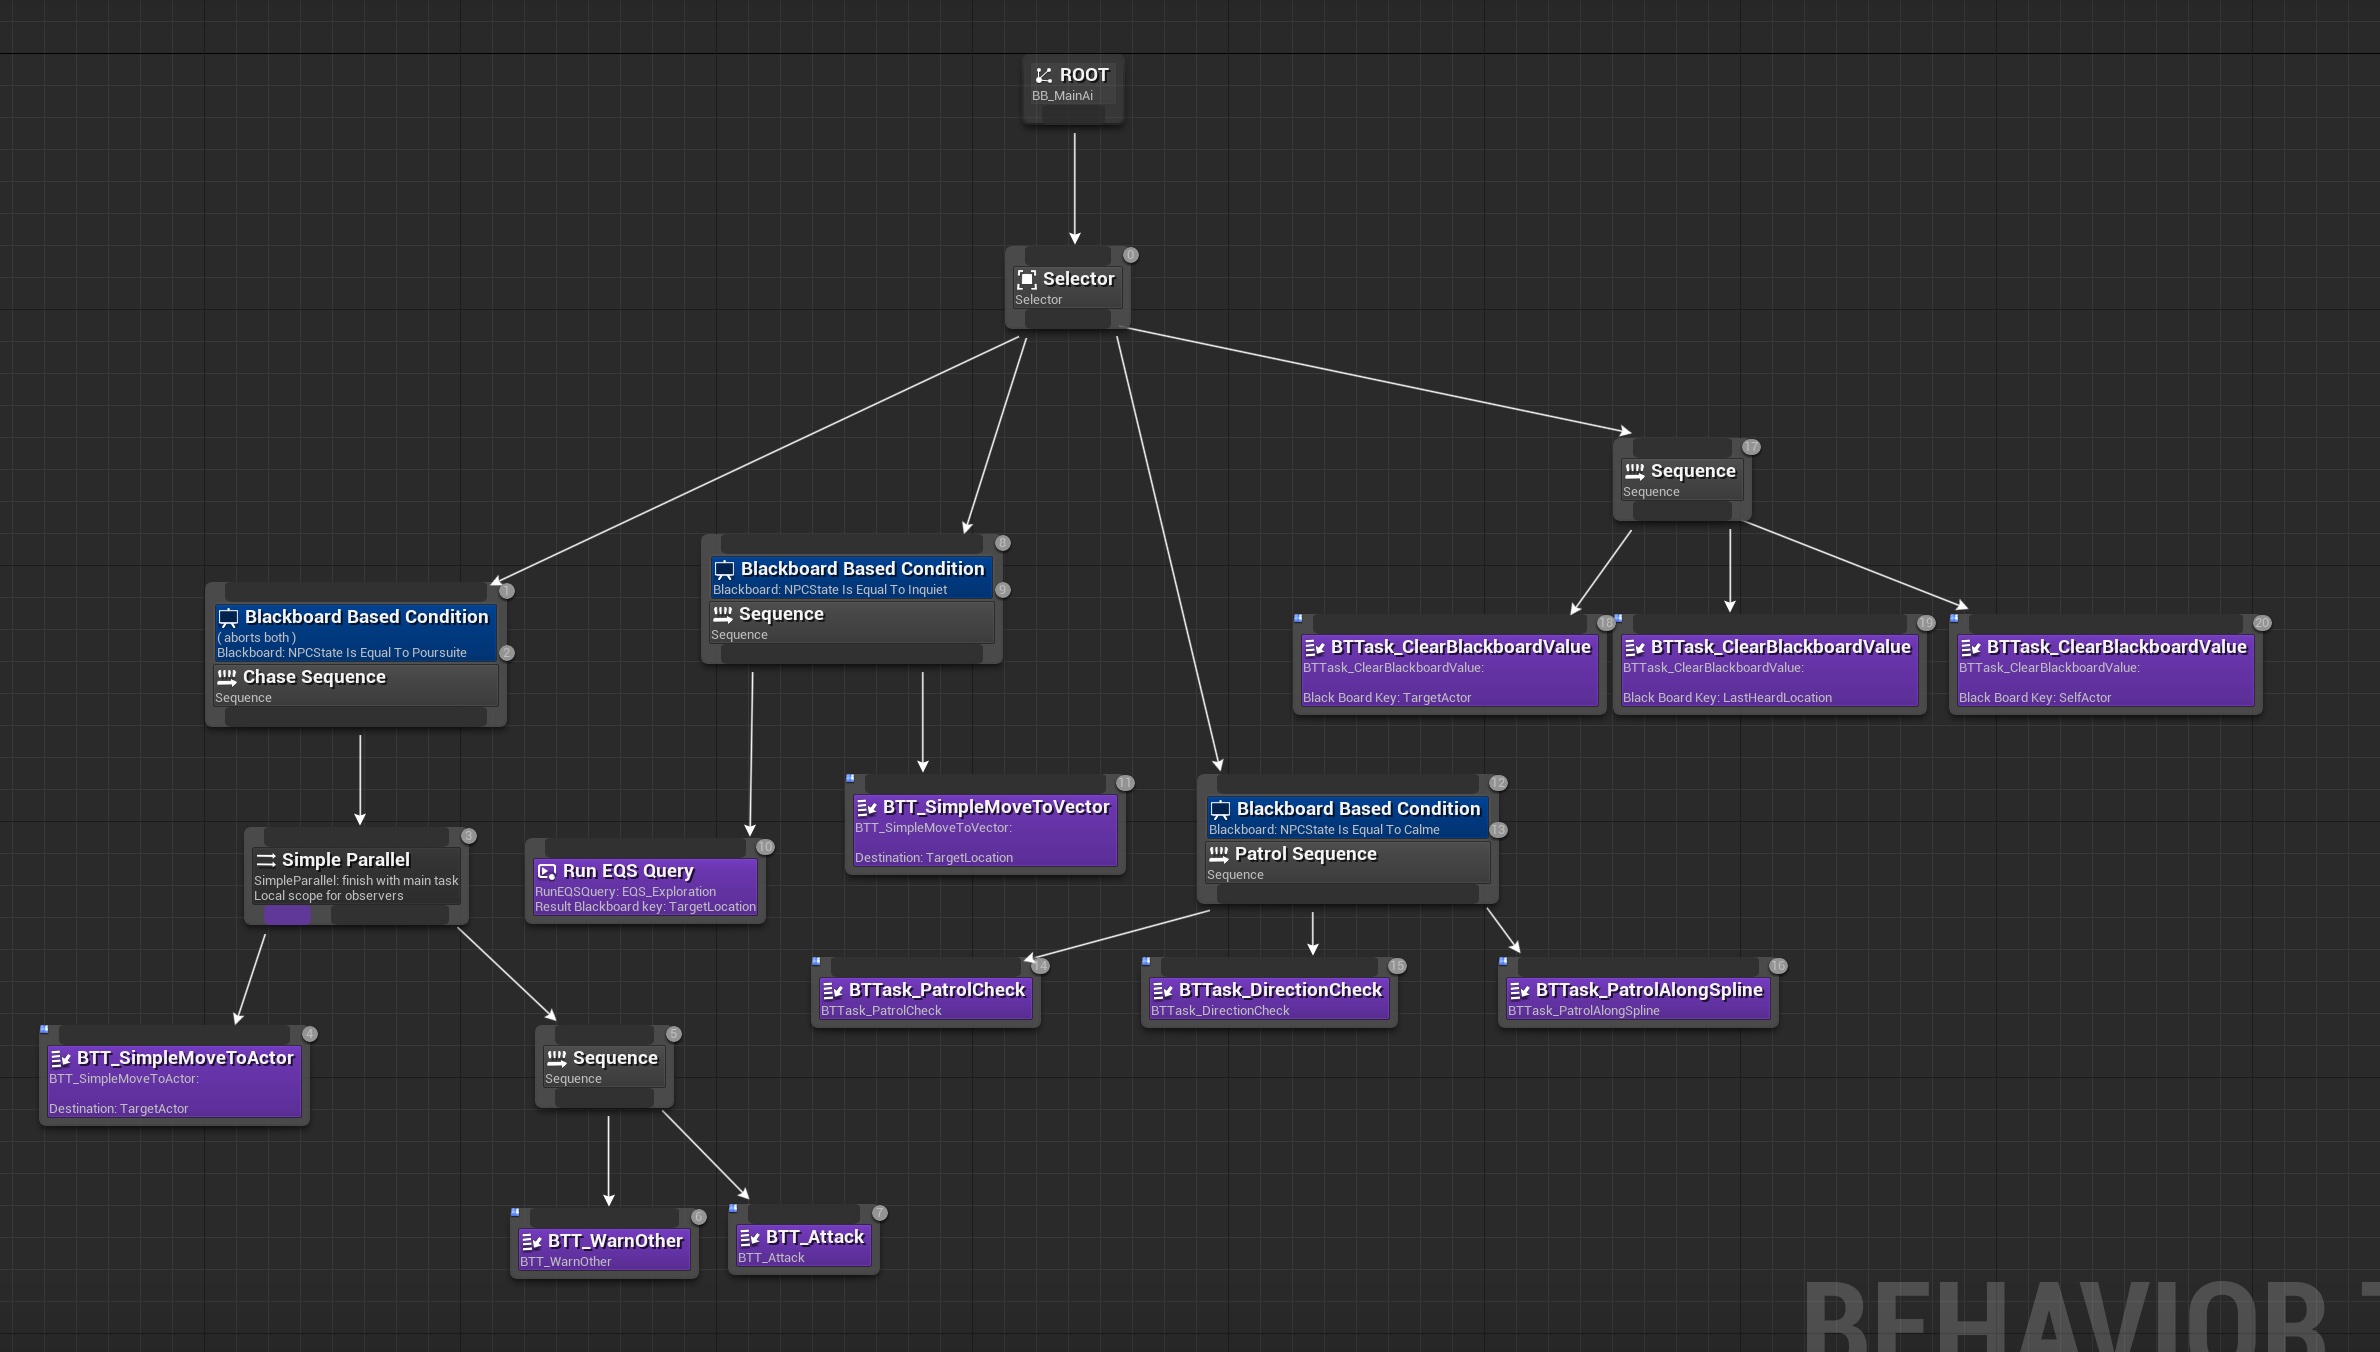 ROOT
BB_MainAi
0
Selector
Selector
17
Sequence
Sequence
1
Blackboard Based Condition
( aborts both )
Blackboard: NPCState Is Equal To Poursuite
2
Chase Sequence
Sequence
8
Blackboard Based Condition
Blackboard: NPCState Is Equal To Inquiet
9
Sequence
Sequence
18
BTTask_ClearBlackboardValue
BTTask_ClearBlackboardValue:
Black Board Key: TargetActor
19
BTTask_ClearBlackboardValue
BTTask_ClearBlackboardValue:
Black Board Key: LastHeardLocation
20
BTTask_ClearBlackboardValue
BTTask_ClearBlackboardValue:
Black Board Key: SelfActor
3
Simple Parallel
SimpleParallel: finish with main task
Local scope for observers
10
Run EQS Query
RunEQSQuery: EQS_Exploration
Result Blackboard key: TargetLocation
11
BTT_SimpleMoveToVector
BTT_SimpleMoveToVector:
Destination: TargetLocation
12
Blackboard Based Condition
Blackboard: NPCState Is Equal To Calme
13
Patrol Sequence
Sequence
14
BTTask_PatrolCheck
BTTask_PatrolCheck
15
BTTask_DirectionCheck
BTTask_DirectionCheck
16
BTTask_PatrolAlongSpline
BTTask_PatrolAlongSpline
4
BTT_SimpleMoveToActor
BTT_SimpleMoveToActor:
Destination: TargetActor
5
Sequence
Sequence
6
BTT_WarnOther
BTT_WarnOther
7
BTT_Attack
BTT_Attack
BEHAVIOR T